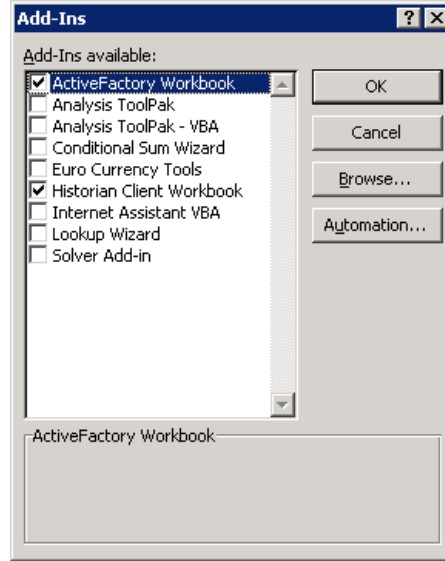 Add-Ins
Add-Ins available:
ActiveFactory Workbook
Analysis ToolPak
Analysis ToolPak - VBA
Conditional Sum Wizard
Euro Currency Tools
Historian Client Workbook
Internet Assistant VBA
Lookup Wizard
Solver Add-in
OK
Cancel
Browse...
Automation...
ActiveFactory Workbook